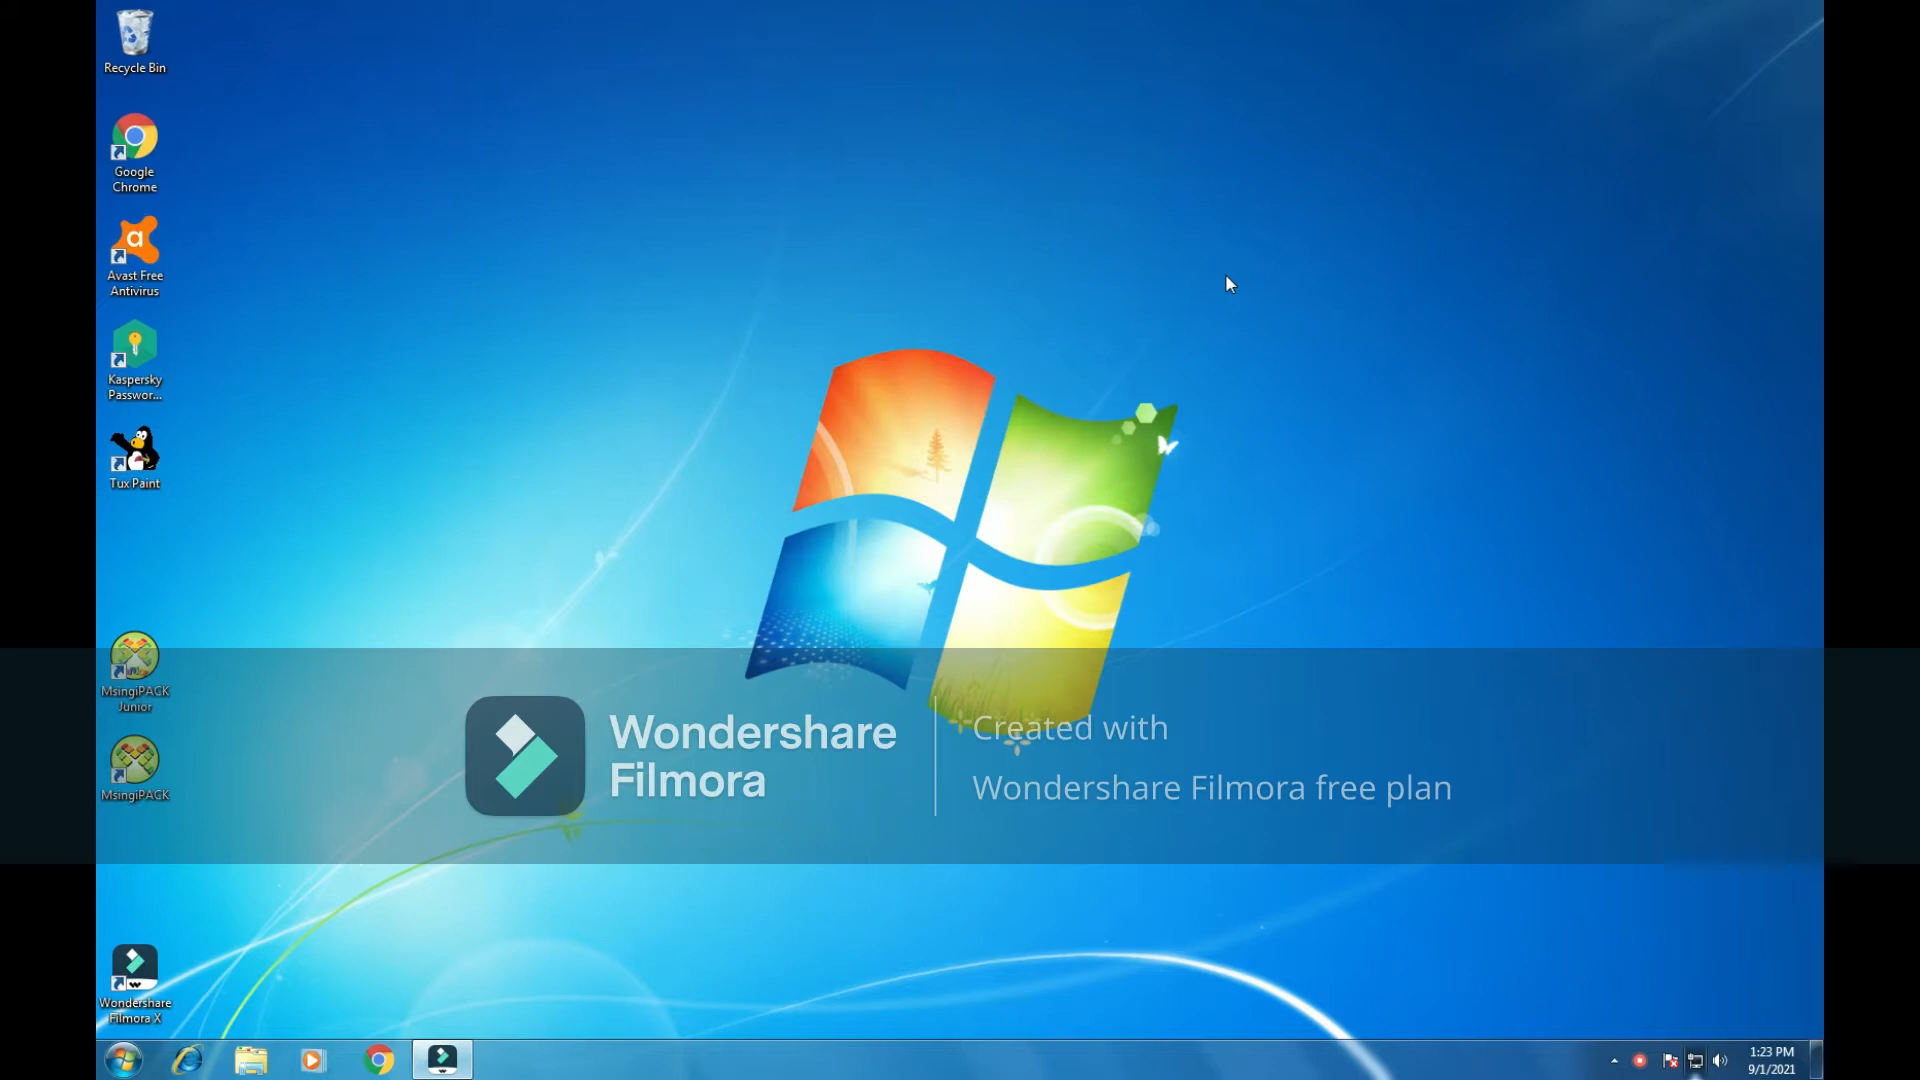 Recycle Bin
Google
Chrome
Avast Free
Antivirus
Kaspersky
Passwor...
Tux Paint
MsingiPACK
Junior
MsingiPACK
Wondershare
Filmora
Created with
Wondershare Filmora free plan
Wondershare
Filmora X
1:23 PM
9/1/2021